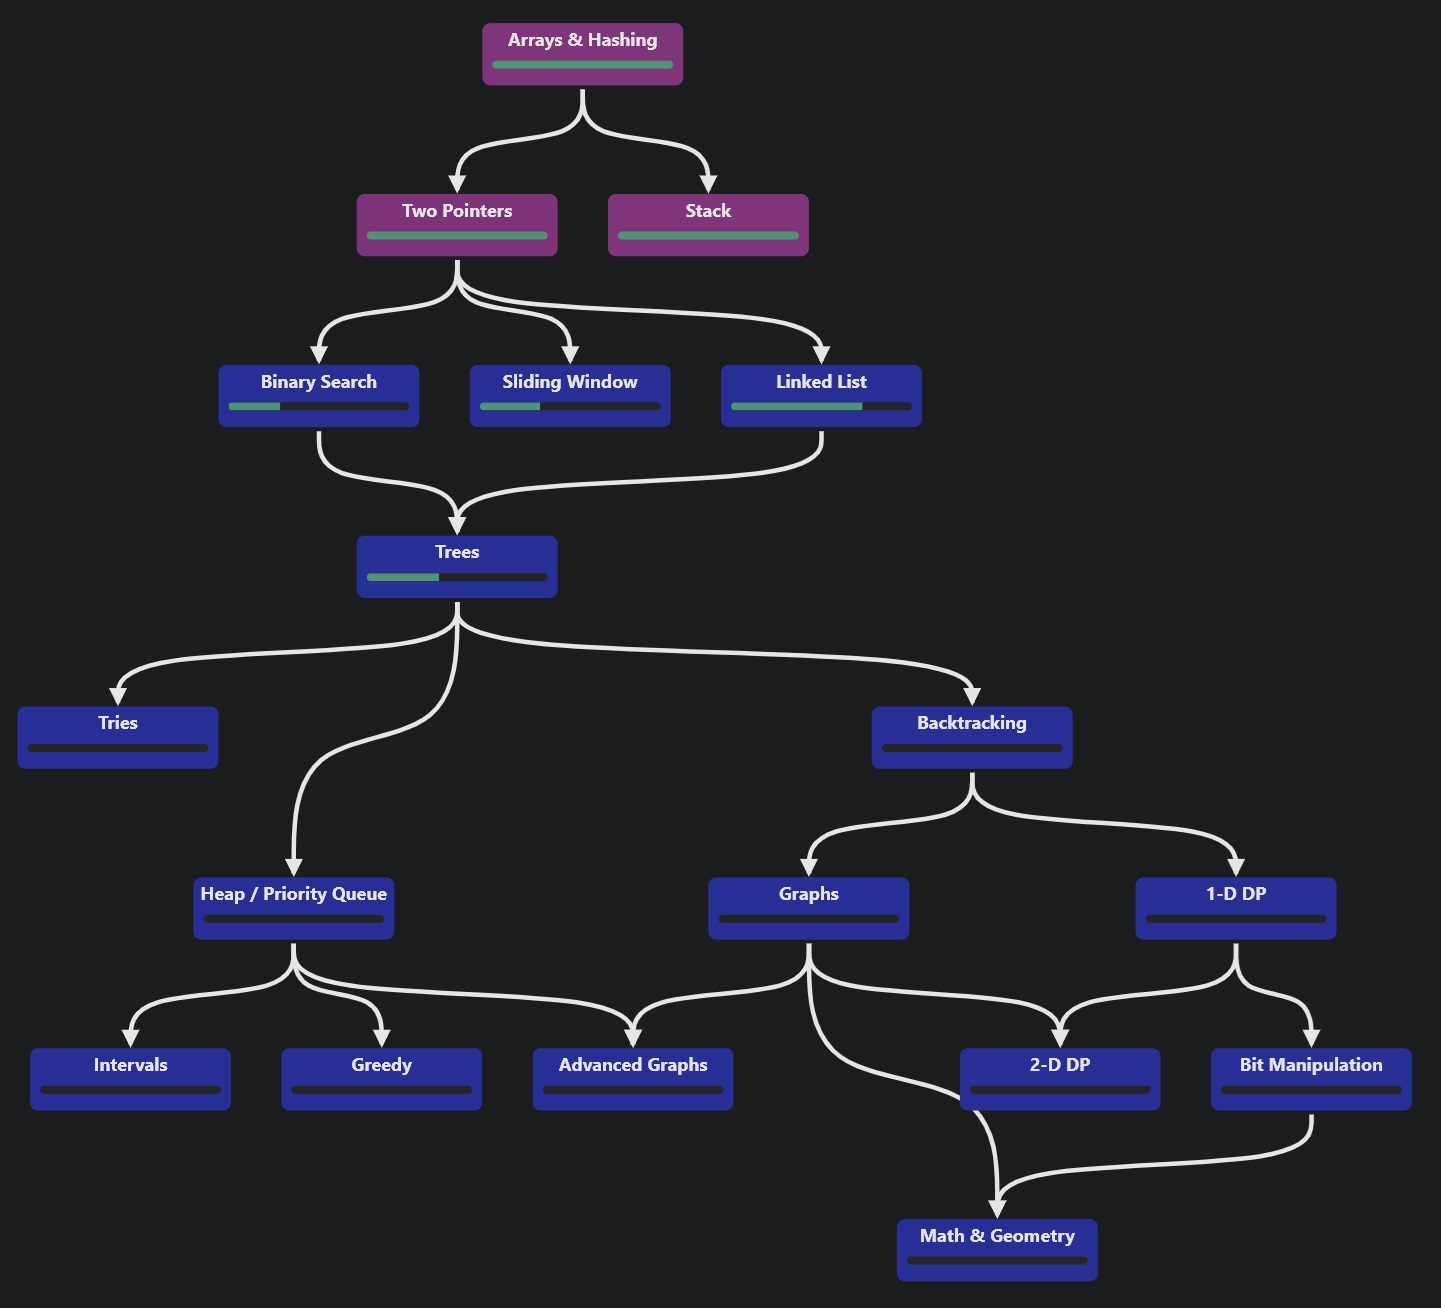 Arrays & Hashing
Two Pointers
Stack
Binary Search
Sliding Window
Linked List
Trees
Tries
Backtracking
Heap / Priority Queue
Graphs
1-D DP
Intervals
Greedy
Advanced Graphs
2-D DP
Bit Manipulation
Math & Geometry